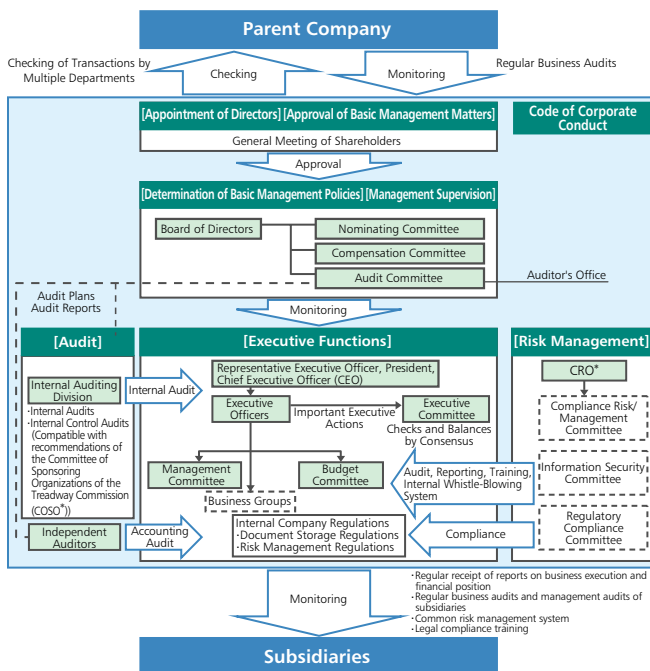 Parent Company
Checking of Transactions by
Multiple Departments
Checking
Monitoring
Regular Business Audits
[Appointment of Directors] [Approval of Basic Management Matters]
General Meeting of Shareholders
Code of Corporate
Conduct
Approval
[Determination of Basic Management Policies] [Management Supervision]
Board of Directors
Nominating Committee
Compensation Committee
Audit Committee
Auditor's Office
Audit Plans
Audit Reports
Monitoring
[Audit]
Internal Auditing
Division
·Internal Audits
·Internal Control Audits
(Compatible with
recommendations of
the Committee of
Sponsoring
Organizations of the
Treadway Commission
(COSO*))
Independent
Auditors
Internal Audit
Accounting
Audit
[Executive Functions]
Representative Executive Officer, President,
Chief Executive Officer (CEO)
Executive
Officers
Important Executive
Actions
Executive
Committee
Checks and Balances
by Consensus
Management
Committee
Budget
Committee
Business Groups
Internal Company Regulations
·Document Storage Regulations
·Risk Management Regulations
Audit, Reporting, Training,
Internal Whistle-Blowing
System
Compliance
[Risk Management]
CRO*
Compliance Risk/
Management
Committee
Information Security
Committee
Regulatory
Compliance
Committee
Monitoring
·Regular receipt of reports on business execution and
financial position
·Regular business audits and management audits of
subsidiaries
·Common risk management system
·Legal compliance training
Subsidiaries